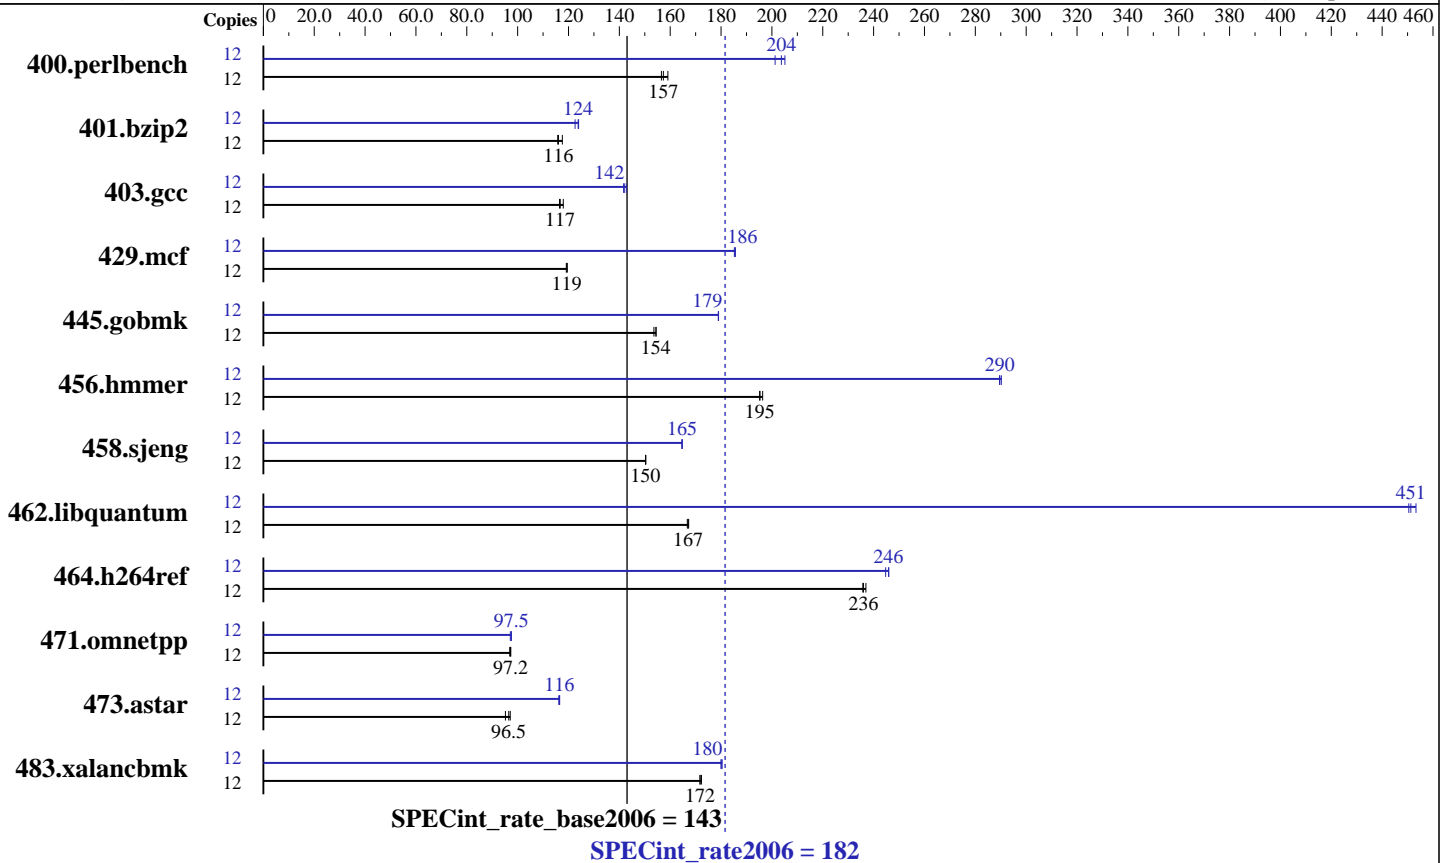 Copies 0 20.0 40.0 60.0 80.0 100 120 140 160 180 200 220 240 260 280 300 320 340 360 380 400 420 440 460
400.perlbench 12 204
12 157
401.bzip2 12 124
12 116
403.gcc 12 142
12 117
429.mcf 12 186
12 119
445.gobmk 12 179
12 154
456.hmmer 12 290
12 195
458.sjeng 12 165
12 150
462.libquantum 12 451
12 167
464.h264ref 12 246
12 236
471.omnetpp 12 97.5
12 97.2
473.astar 12 116
12 96.5
483.xalancbmk 12 180
12 172
SPECint_rate_base2006 = 143
SPECint_rate2006 = 182